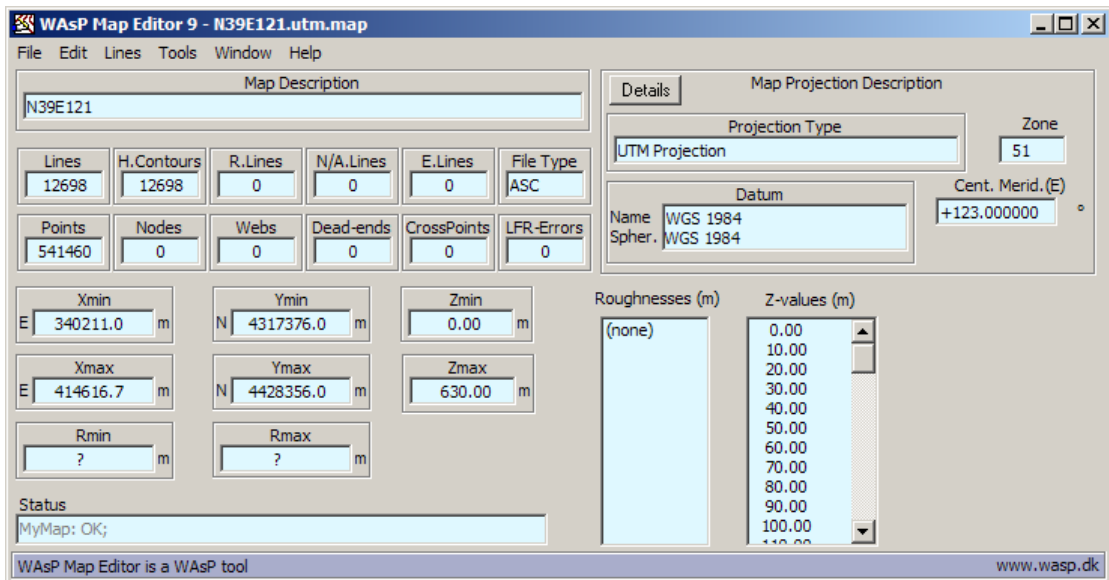 WAsP Map Editor 9 - N39E121.utm.map
File Edit Lines Tools Window Help
Map Description
N39E121
Details
Map Projection Description
Projection Type
UTM Projection
Zone
51
Datum
Name WGS 1984
Spher. WGS 1984
Cent. Merid.(E)
+123.000000 °
Lines H.Contours R.Lines N/A.Lines E.Lines File Type
12698 12698 0 0 0 ASC
Points Nodes Webs Dead-ends CrossPoints LFR-Errors
541460 0 0 0 0 0
Xmin Ymin Zmin
E 340211.0 m N 4317376.0 m 0.00 m
Xmax Ymax Zmax
E 414616.7 m N 4428356.0 m 630.00 m
Rmin Rmax
? m ? m
Roughnesses (m)
(none)
Z-values (m)
0.00
10.00
20.00
30.00
40.00
50.00
60.00
70.00
80.00
90.00
100.00
Status
MyMap: OK;
WAsP Map Editor is a WAsP tool www.wasp.dk